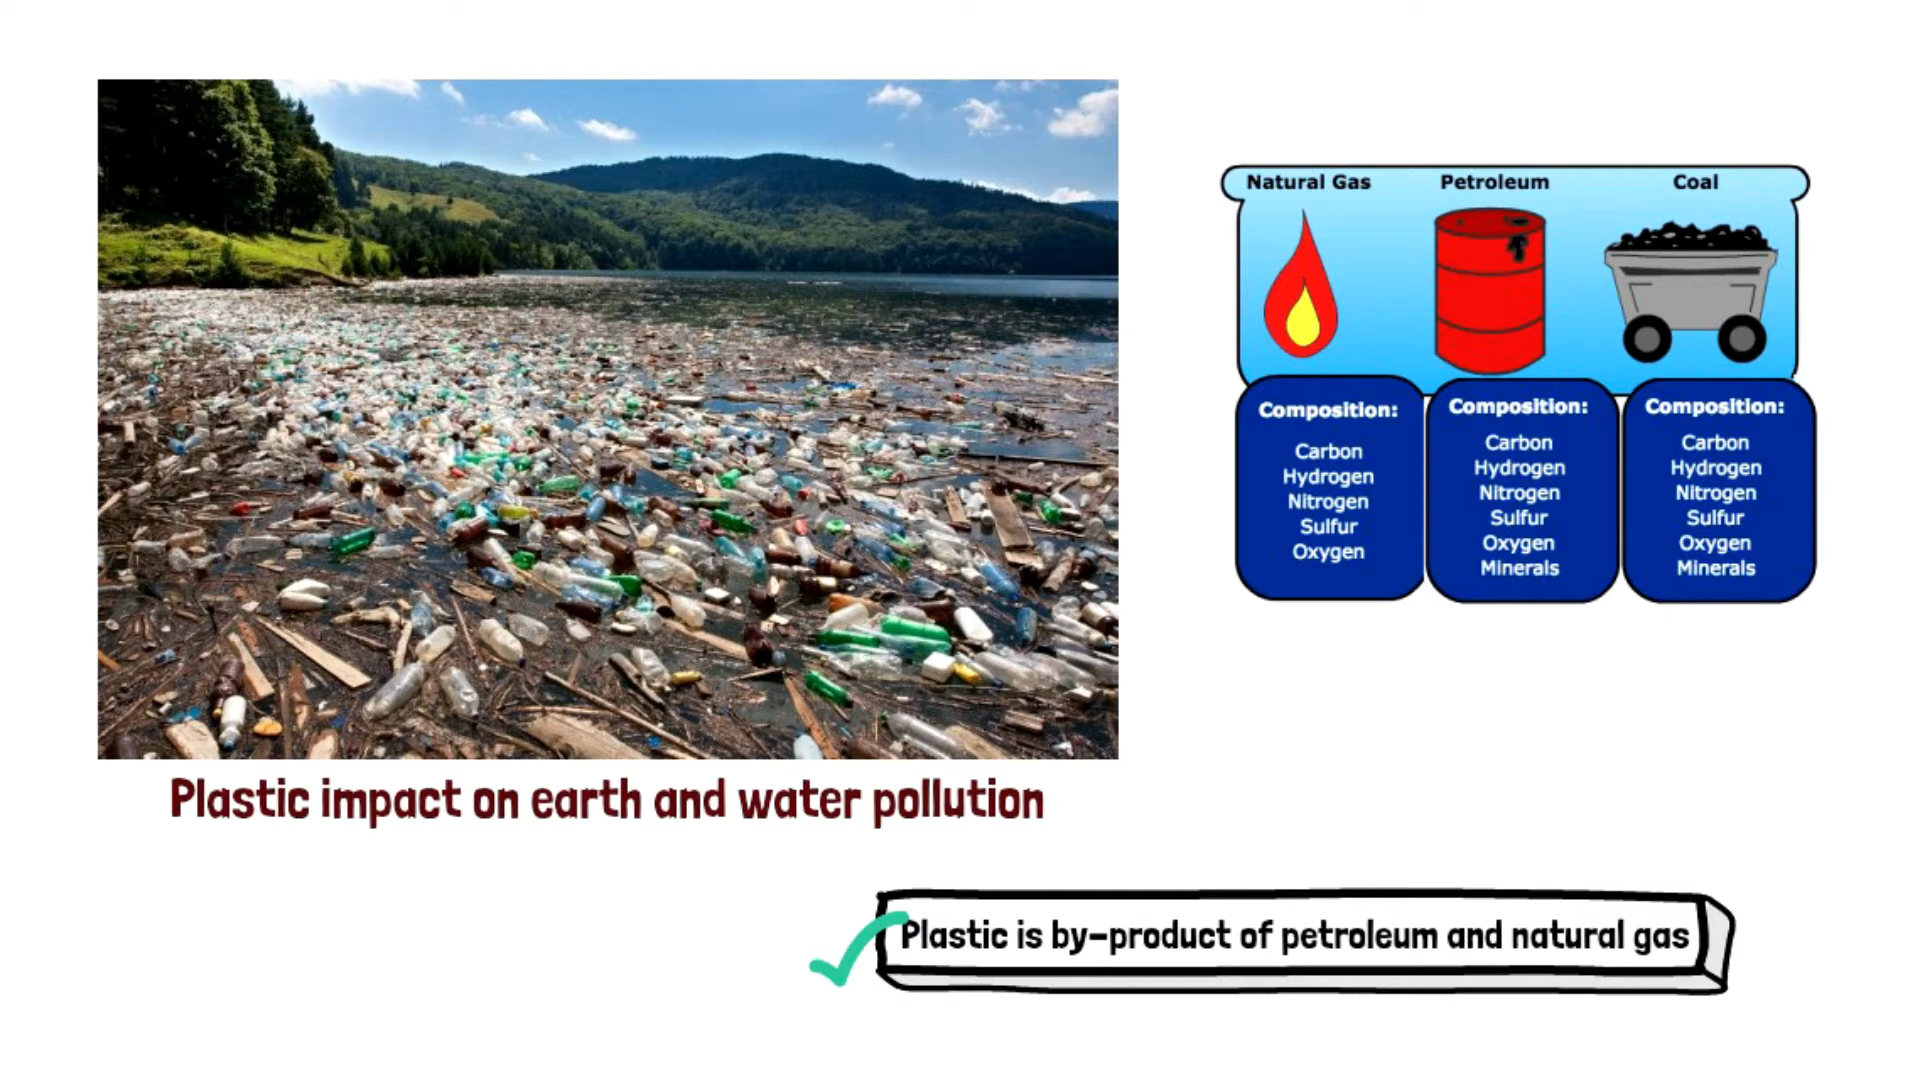 Natural Gas Petroleum Coal
Composition:
Carbon
Hydrogen
Nitrogen
Sulfur
Oxygen
Composition:
Carbon
Hydrogen
Nitrogen
Sulfur
Oxygen
Minerals
Composition:
Carbon
Hydrogen
Nitrogen
Sulfur
Oxygen
Minerals
Plastic impact on earth and water pollution
Plastic is by-product of petroleum and natural gas